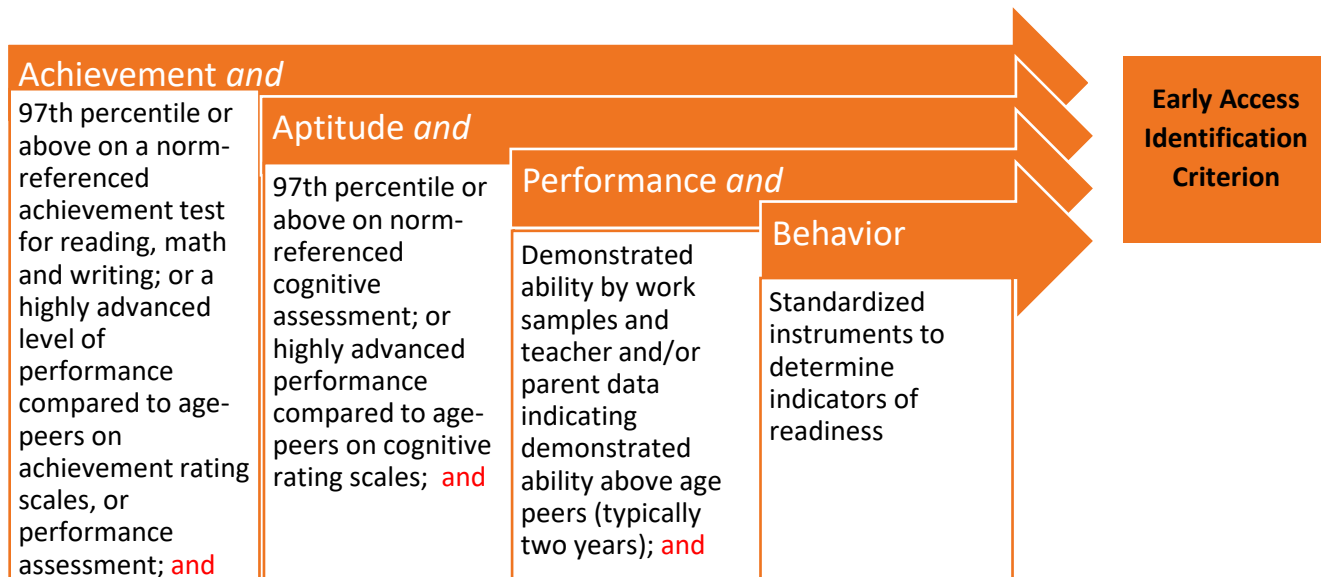 Achievement and
97th percentile or
above on a norm-
referenced
achievement test
for reading, math
and writing; or a
highly advanced
level of
performance
compared to age-
peers on
achievement rating
scales, or
performance
assessment; and
Aptitude and
97th percentile or
above on norm-
referenced
cognitive
assessment; or
highly advanced
performance
compared to age-
peers on cognitive
rating scales; and
Performance and
Demonstrated
ability by work
samples and
teacher and/or
parent data
indicating
demonstrated
ability above age
peers (typically
two years); and
Behavior
Standardized
instruments to
determine
indicators of
readiness
Early Access
Identification
Criterion